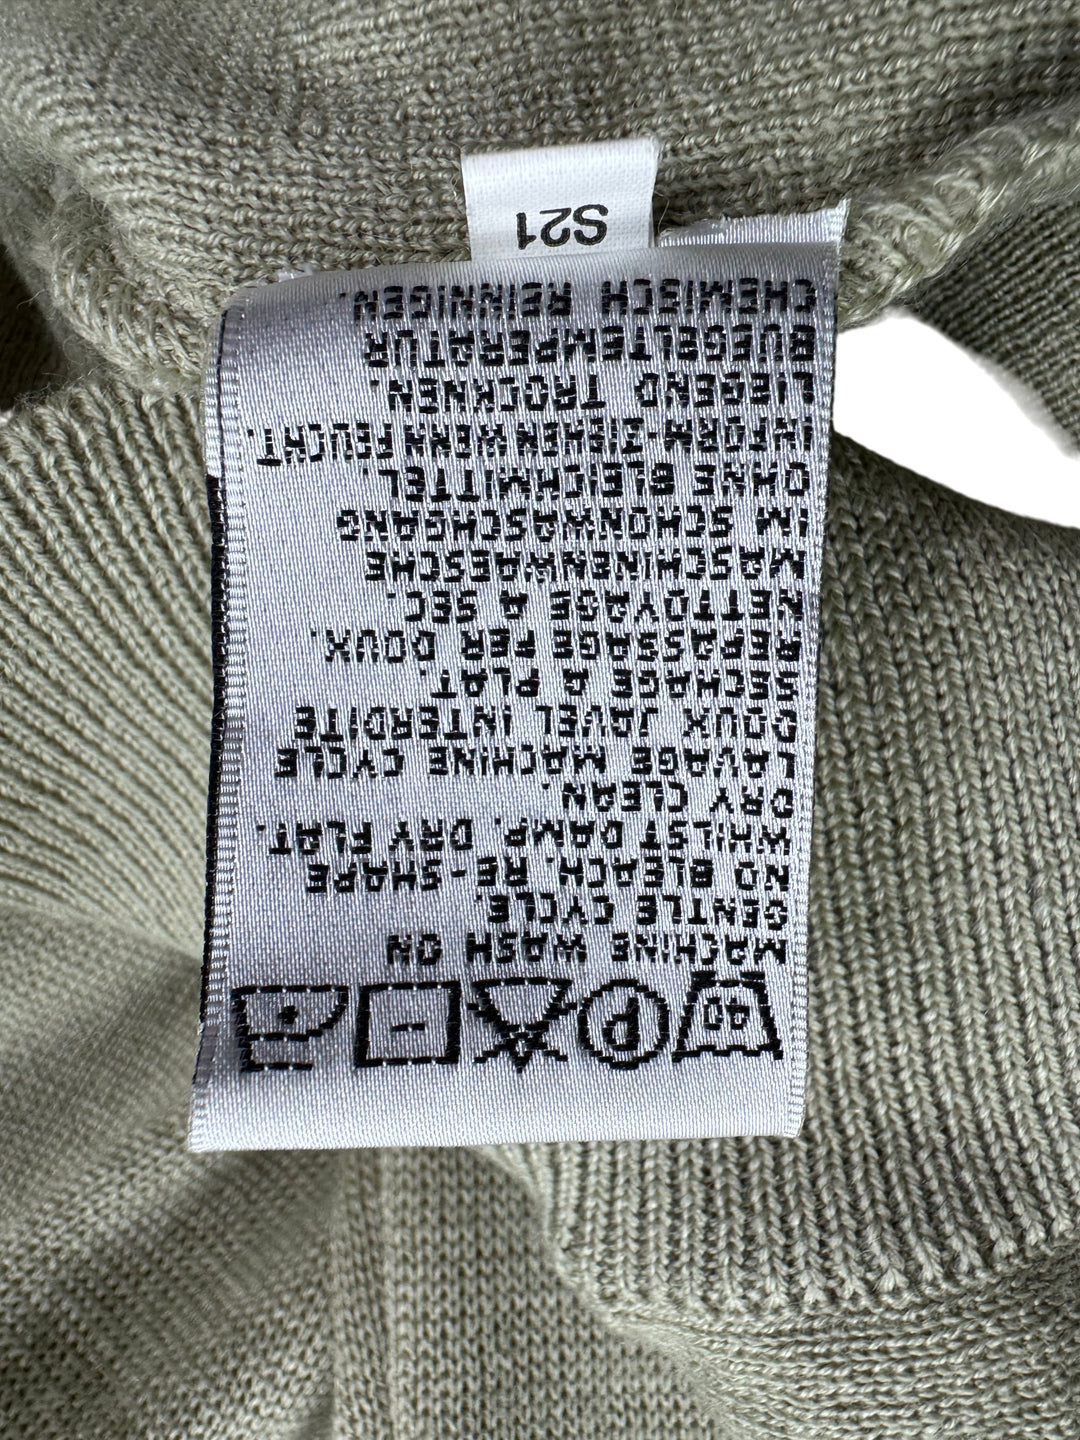 40 P
MACHINE WASH ON
GENTLE CYCLE.
NO BLEACH. RE-SHAPE
WHILST DAMP. DRY FLAT.
DRY CLEAN.
LAVAGE MACHINE CYCLE
DOUX JAVEL INTERDITE
SECHAGE A PLAT.
REPASSAGE FER DOUX.
NETTOYAGE A SEC.
MASCHINENWAESCHE
IM SCHONWASCHGANG
OHNE BLEICHMITTEL.
INFORM-ZIEHEN WENN FEUCHT.
LIEGEND TROCKNEN.
BUEGELTEMPERATUR
CHEMISCH REINNIGEN.
S21